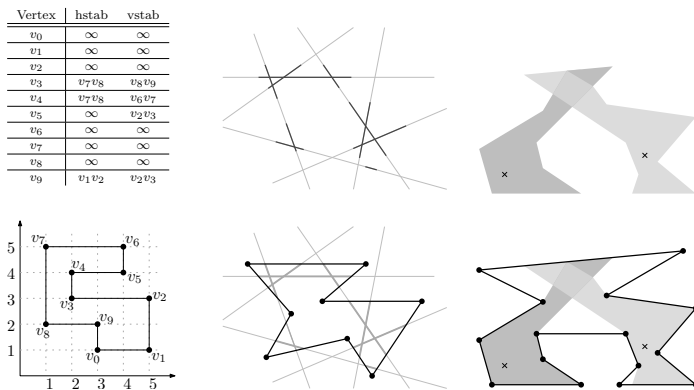 Vertex hstab vstab
v₀ ∞ ∞
v₁ ∞ ∞
v₂ ∞ ∞
v₃ v₇v₈ v₈v₉
v₄ v₇v₈ v₆v₇
v₅ ∞ v₂v₃
v₆ ∞ ∞
v₇ ∞ ∞
v₈ ∞ ∞
v₉ v₁v₂ v₂v₃
v₇ v₆
5
v₄
4 v₅
3 v₃ v₂
2 v₈ v₉
1 v₀ v₁
1 2 3 4 5